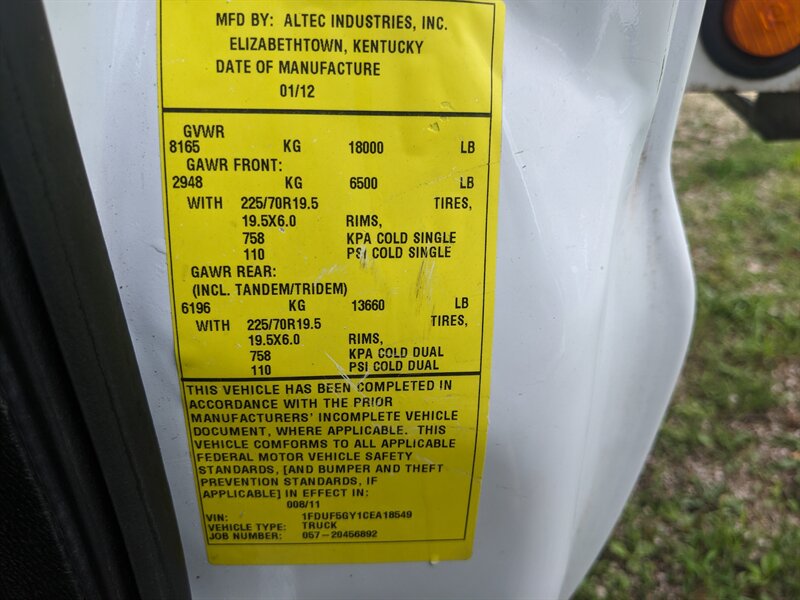 MFD BY: ALTEC INDUSTRIES, INC.
ELIZABETHTOWN, KENTUCKY
DATE OF MANUFACTURE
01/12
GVWR
8165 KG 18000 LB
GAWR FRONT:
2948 KG 6500 LB
WITH 225/70R19.5 TIRES,
19.5X6.0 RIMS,
758 KPA COLD SINGLE
110 PSI COLD SINGLE
GAWR REAR:
(INCL. TANDEM/TRIDEM)
6196 KG 13660 LB
WITH 225/70R19.5 TIRES,
19.5X6.0 RIMS,
758 KPA COLD DUAL
110 PSI COLD DUAL
THIS VEHICLE HAS BEEN COMPLETED IN
ACCORDANCE WITH THE PRIOR
MANUFACTURERS' INCOMPLETE VEHICLE
DOCUMENT, WHERE APPLICABLE. THIS
VEHICLE COMFORMS TO ALL APPLICABLE
FEDERAL MOTOR VEHICLE SAFETY
STANDARDS, [AND BUMPER AND THEFT
PREVENTION STANDARDS, IF
APPLICABLE] IN EFFECT IN:
008/11
VIN: 1FDUF5GY1CEA18549
VEHICLE TYPE: TRUCK
JOB NUMBER: 057-20456892